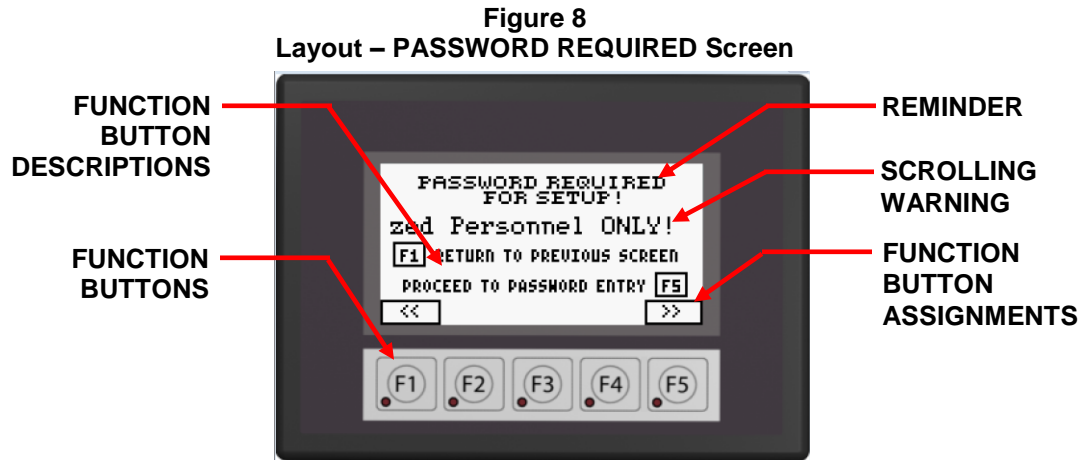 Figure 8
Layout – PASSWORD REQUIRED Screen
FUNCTION
BUTTON
DESCRIPTIONS
FUNCTION
BUTTONS
REMINDER
SCROLLING
WARNING
FUNCTION
BUTTON
ASSIGNMENTS
PASSWORD REQUIRED
FOR SETUP!
zed Personnel ONLY!
F1 RETURN TO PREVIOUS SCREEN
PROCEED TO PASSWORD ENTRY F5
<< >>
F1 F2 F3 F4 F5